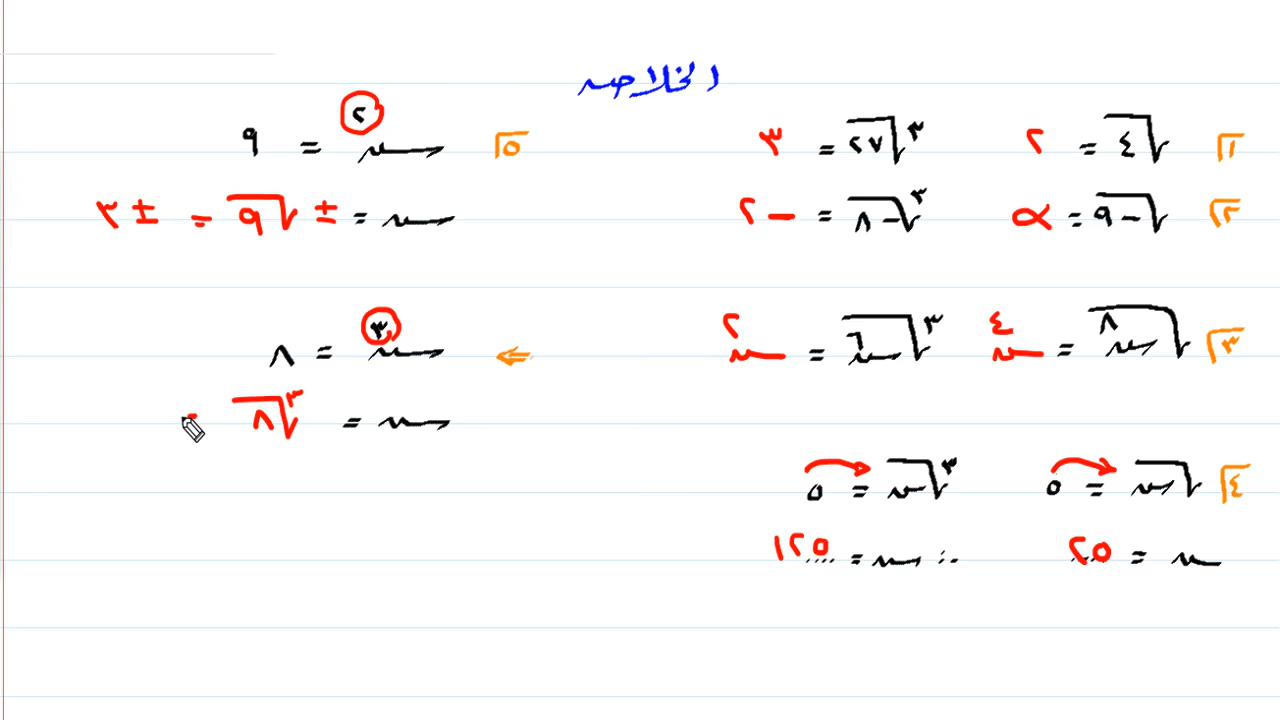 الخلاصه
١ √٤ = ٢ ∛٢٧ = ٣
٢ √-٩ = ∝ ∛-٨ = -٢
٣ √س^٨ = س^٤ ∛س^٦ = س^٢
٤ √س = ٥ ∛س = ٥
س = ٢٥ ∴ س = ١٢٥
٥ س^٢ = ٩
س = ±√٩ = ±٣
⇐ س^٣ = ٨
س = ∛٨